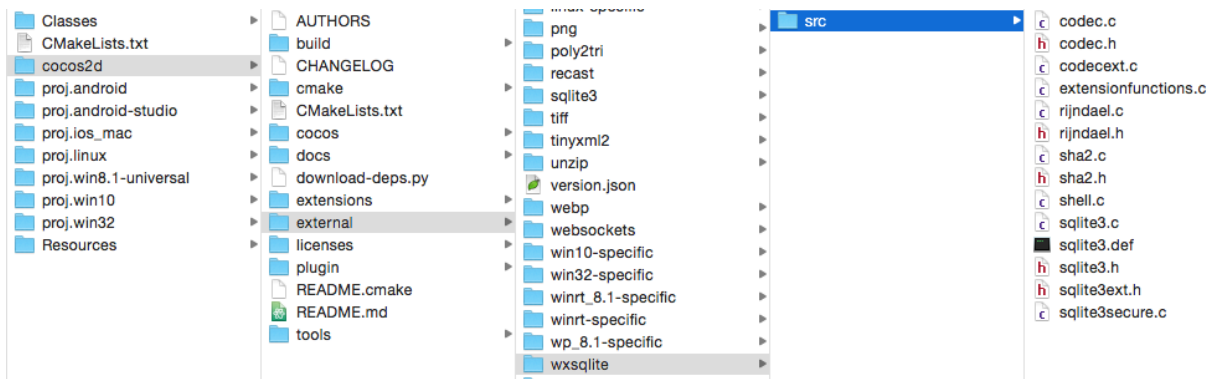 Classes
CMakeLists.txt
cocos2d
proj.android
proj.android-studio
proj.ios_mac
proj.linux
proj.win8.1-universal
proj.win10
proj.win32
Resources
AUTHORS
build
CHANGELOG
cmake
CMakeLists.txt
cocos
docs
download-deps.py
extensions
external
licenses
plugin
README.cmake
README.md
tools
png
poly2tri
recast
sqlite3
tiff
tinyxml2
unzip
version.json
webp
websockets
win10-specific
win32-specific
winrt_8.1-specific
winrt-specific
wp_8.1-specific
wxsqlite
src
codec.c
codec.h
codecext.c
extensionfunctions.c
rijndael.c
rijndael.h
sha2.c
sha2.h
shell.c
sqlite3.c
sqlite3.def
sqlite3.h
sqlite3ext.h
sqlite3secure.c